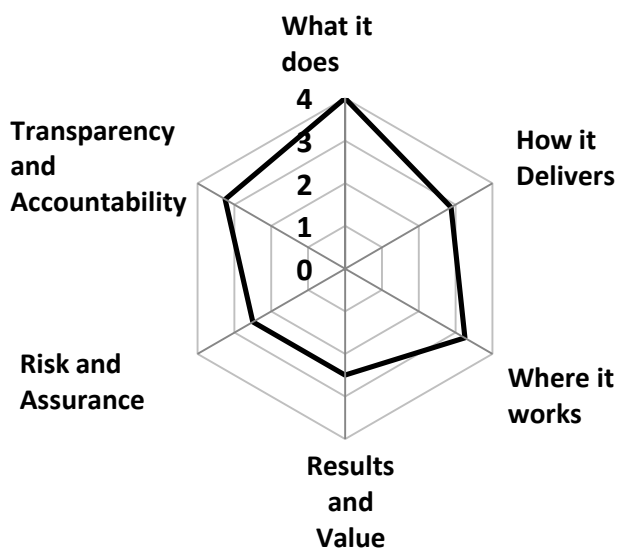 What it
does
4
3
2
1
0
How it
Delivers
Where it
works
Results
and
Value
Risk and
Assurance
Transparency
and
Accountability